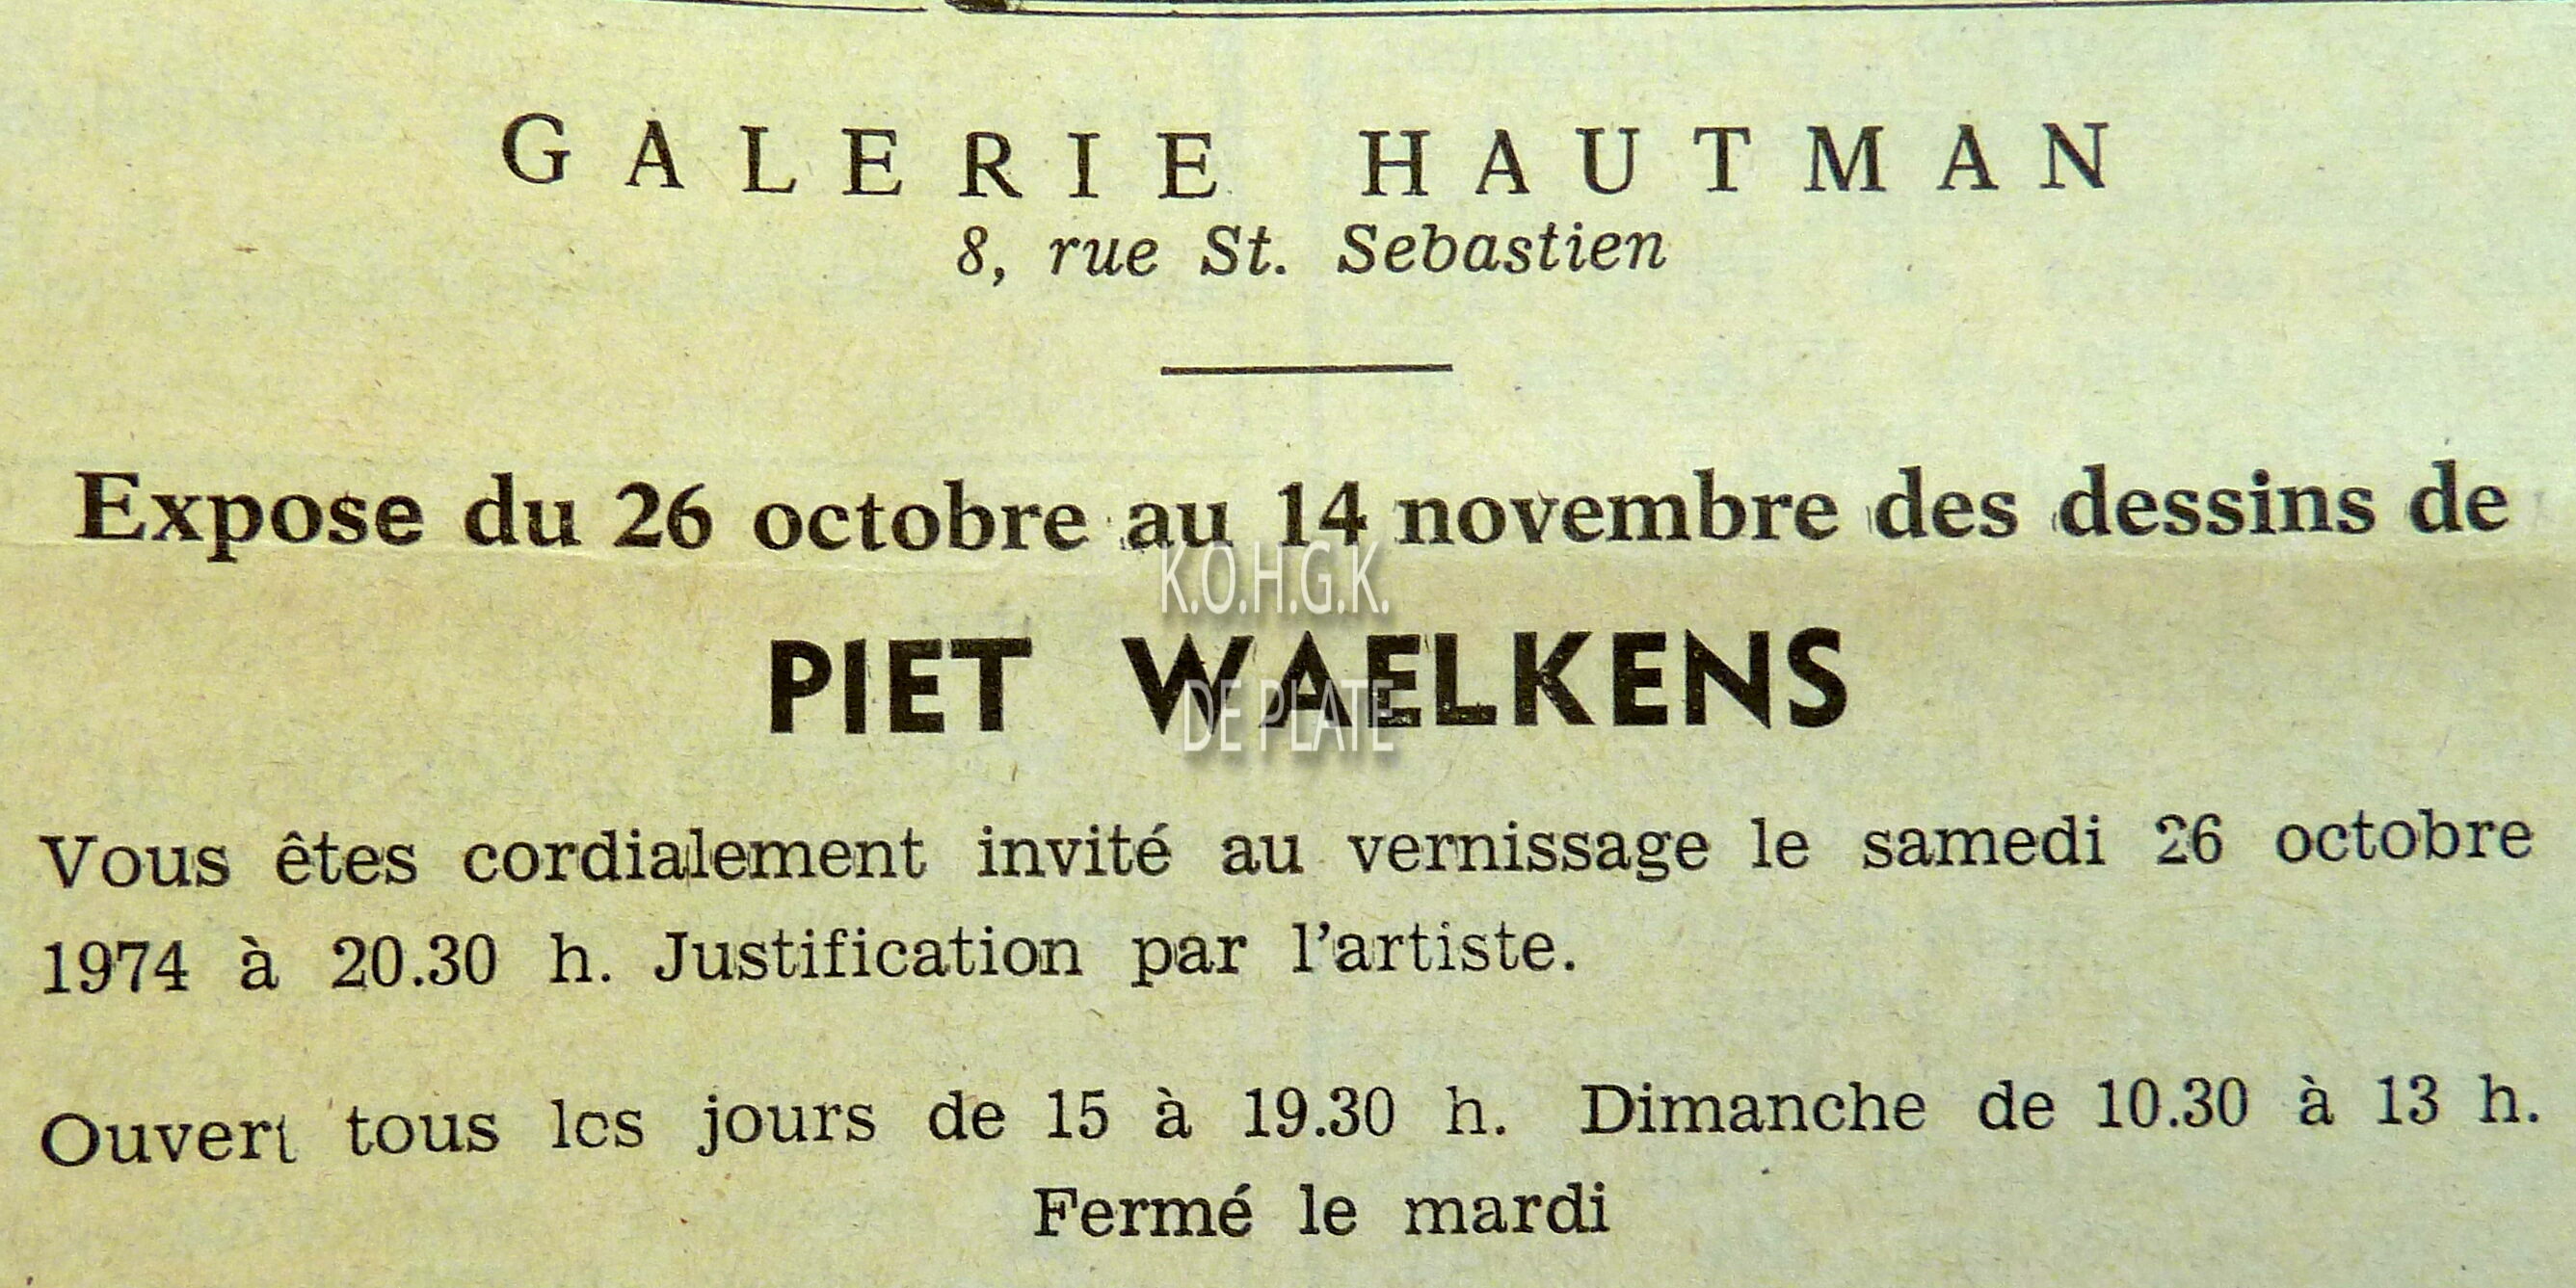 GALERIE HAUTMAN
8, rue St. Sebastien
Expose du 26 octobre au 14 novembre des dessins de
K.O.H.G.K.
PIET WAELKENS
DE PLATE
Vous êtes cordialement invité au vernissage le samedi 26 octobre
1974 à 20.30 h. Justification par l'artiste.
Ouvert tous les jours de 15 à 19.30 h. Dimanche de 10.30 à 13 h.
Fermé le mardi